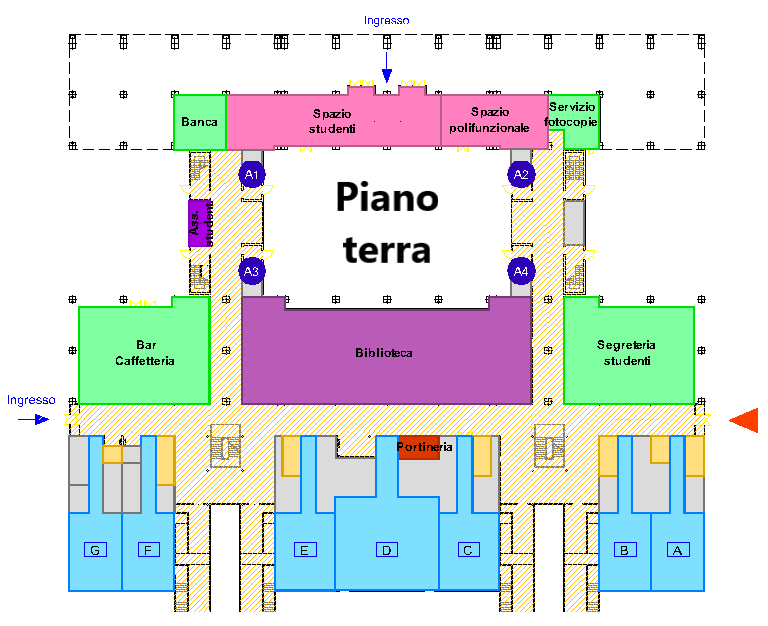 Ingresso
Banca
Spazio
studenti
Spazio
polifunzionale
Servizio
fotocopie
A1
A2
Ass.
studenti
Piano
terra
A3
A4
Bar
Caffetteria
Biblioteca
Segreteria
studenti
Ingresso
Portineria
G
F
E
D
C
B
A